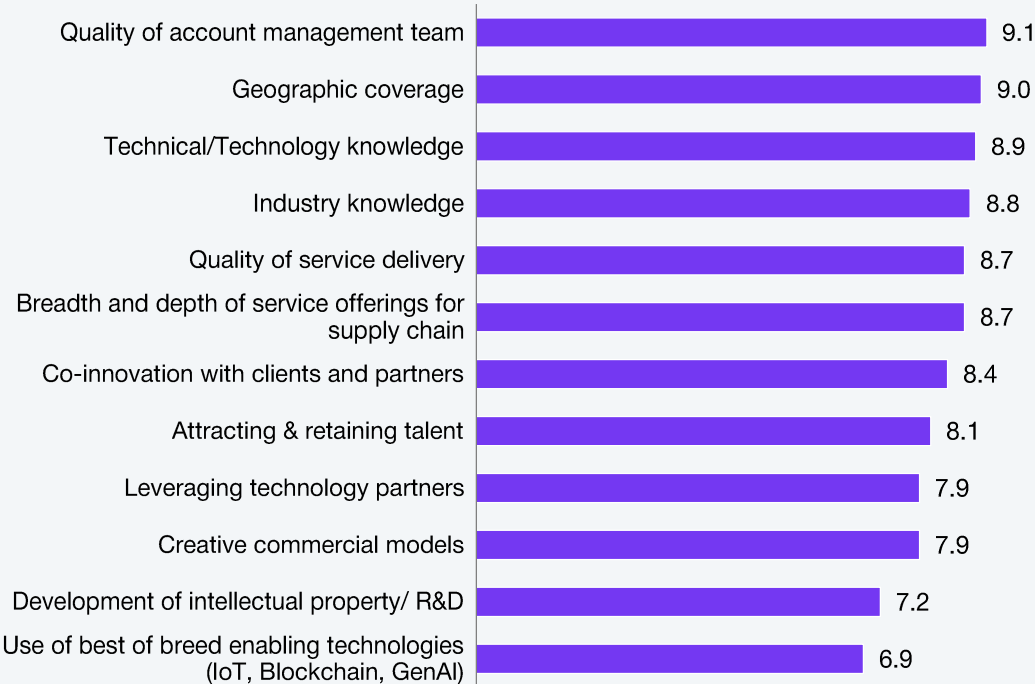 Quality of account management team 9.1
Geographic coverage 9.0
Technical/Technology knowledge 8.9
Industry knowledge 8.8
Quality of service delivery 8.7
Breadth and depth of service offerings for
supply chain 8.7
Co-innovation with clients and partners 8.4
Attracting & retaining talent 8.1
Leveraging technology partners 7.9
Creative commercial models 7.9
Development of intellectual property/ R&D 7.2
Use of best of breed enabling technologies
(IoT, Blockchain, GenAI) 6.9